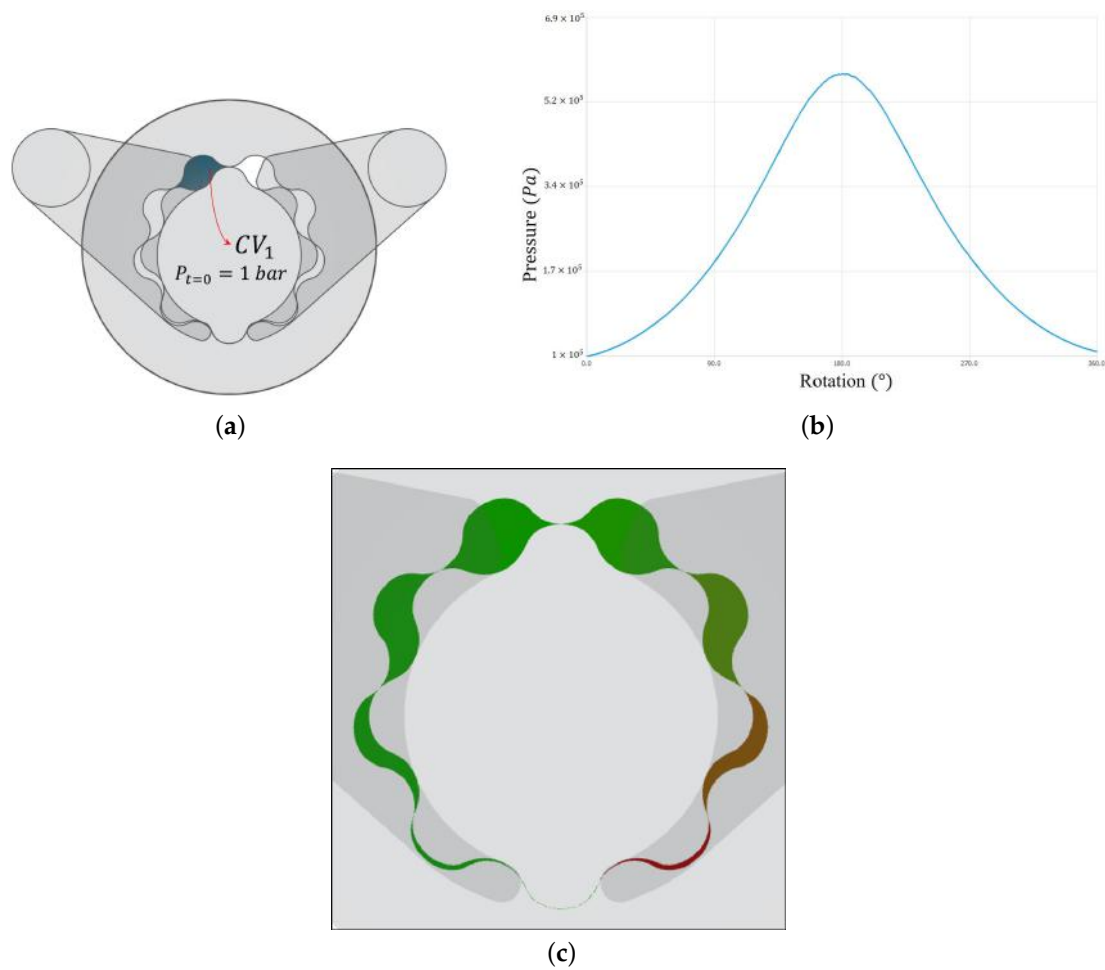 CV₁
Pₜ₌₀ = 1 bar
(a)
6.9 × 10⁵
5.2 × 10⁵
3.4 × 10⁵
1.7 × 10⁵
1 × 10⁵
Pressure (Pa)
0.0 90.0 180.0 270.0 360.0
Rotation (°)
(b)
(c)